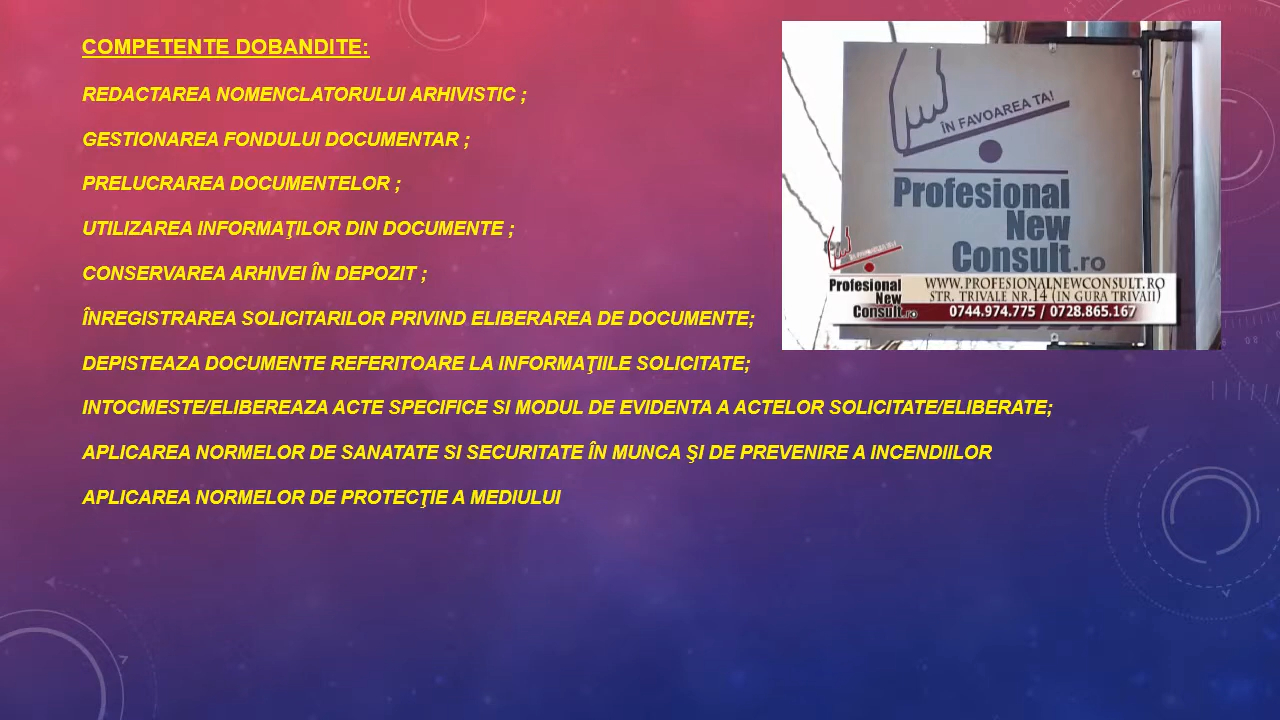 COMPETENTE DOBANDITE:
REDACTAREA NOMENCLATORULUI ARHIVISTIC ;
GESTIONAREA FONDULUI DOCUMENTAR ;
PRELUCRAREA DOCUMENTELOR ;
UTILIZAREA INFORMAŢILOR DIN DOCUMENTE ;
CONSERVAREA ARHIVEI ÎN DEPOZIT ;
ÎNREGISTRAREA SOLICITARILOR PRIVIND ELIBERAREA DE DOCUMENTE;
DEPISTEAZA DOCUMENTE REFERITOARE LA INFORMAŢIILE SOLICITATE;
INTOCMESTE/ELIBEREAZA ACTE SPECIFICE SI MODUL DE EVIDENTA A ACTELOR SOLICITATE/ELIBERATE;
APLICAREA NORMELOR DE SANATATE SI SECURITATE ÎN MUNCA ŞI DE PREVENIRE A INCENDIILOR
APLICAREA NORMELOR DE PROTECŢIE A MEDIULUI
ÎN FAVOAREA TA!
Profesional
New
Consult.ro
Profesional
New
Consult.ro
WWW.PROFESIONALNEWCONSULT.RO
STR. TRIVALE NR.14 (IN GURA TRIVAII)
0744.974.775 / 0728.865.167